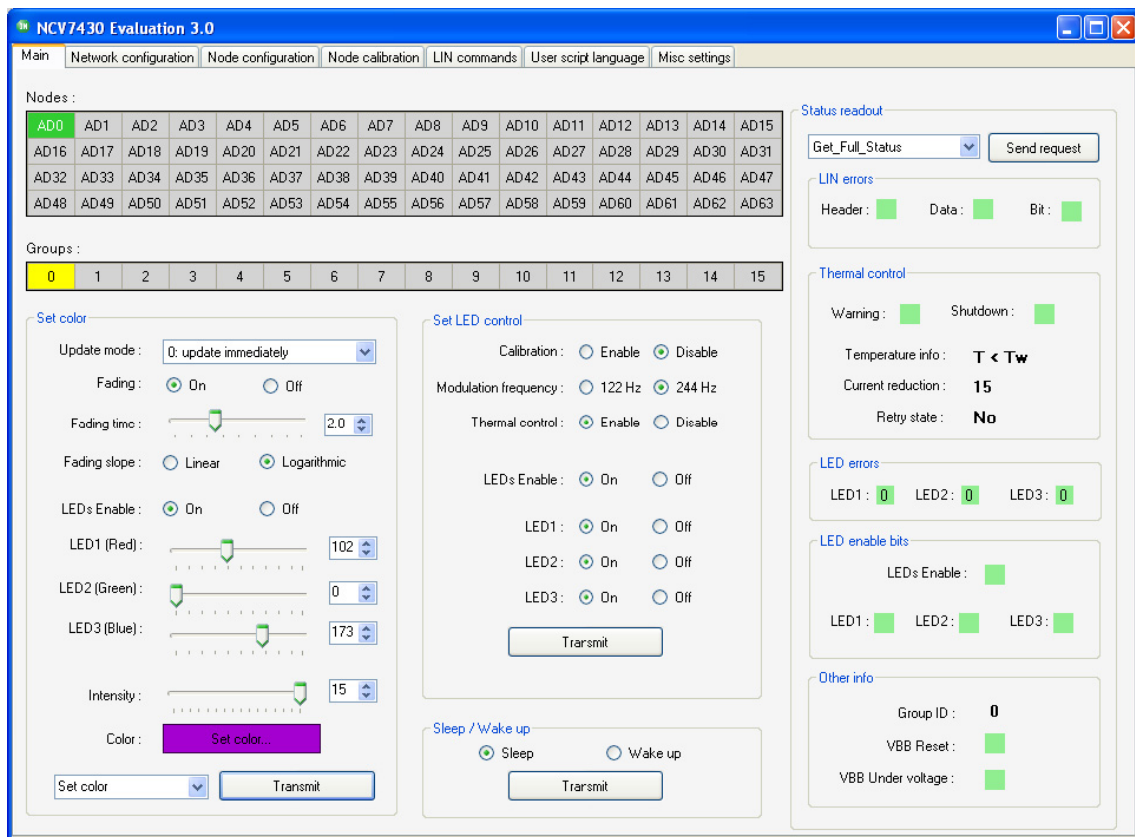 NCV7430 Evaluation 3.0
Main Network configuration Node configuration Node calibration LIN commands User script language Misc settings
Nodes :
AD0 AD1 AD2 AD3 AD4 AD5 AD6 AD7 AD8 AD9 AD10 AD11 AD12 AD13 AD14 AD15
AD16 AD17 AD18 AD19 AD20 AD21 AD22 AD23 AD24 AD25 AD26 AD27 AD28 AD29 AD30 AD31
AD32 AD33 AD34 AD35 AD36 AD37 AD38 AD39 AD40 AD41 AD42 AD43 AD44 AD45 AD46 AD47
AD48 AD49 AD50 AD51 AD52 AD53 AD54 AD55 AD56 AD57 AD58 AD59 AD60 AD61 AD62 AD63
Groups :
0 1 2 3 4 5 6 7 8 9 10 11 12 13 14 15
Set color
Update mode : 0: update immediately
Fading : On Off
Fading time : 2.0
Fading slope : Linear Logarithmic
LEDs Enable : On Off
LED1 (Red) : 102
LED2 (Green) : 0
LED3 (Blue) : 173
Intensity : 15
Color : Set color...
Set color Transmit
Set LED control
Calibration : Enable Disable
Modulation frequency : 122 Hz 244 Hz
Thermal control : Enable Disable
LEDs Enable : On Off
LED1 : On Off
LED2 : On Off
LED3 : On Off
Transmit
Sleep / Wake up
Sleep Wake up
Transmit
Status readout
Get_Full_Status Send request
LIN errors
Header : Data : Bit :
Thermal control
Warning : Shutdown :
Temperature info : T < Tw
Current reduction : 15
Retry state : No
LED errors
LED1 : 0 LED2 : 0 LED3 : 0
LED enable bits
LEDs Enable :
LED1 : LED2 : LED3 :
Other info
Group ID : 0
VBB Reset :
VBB Under voltage :